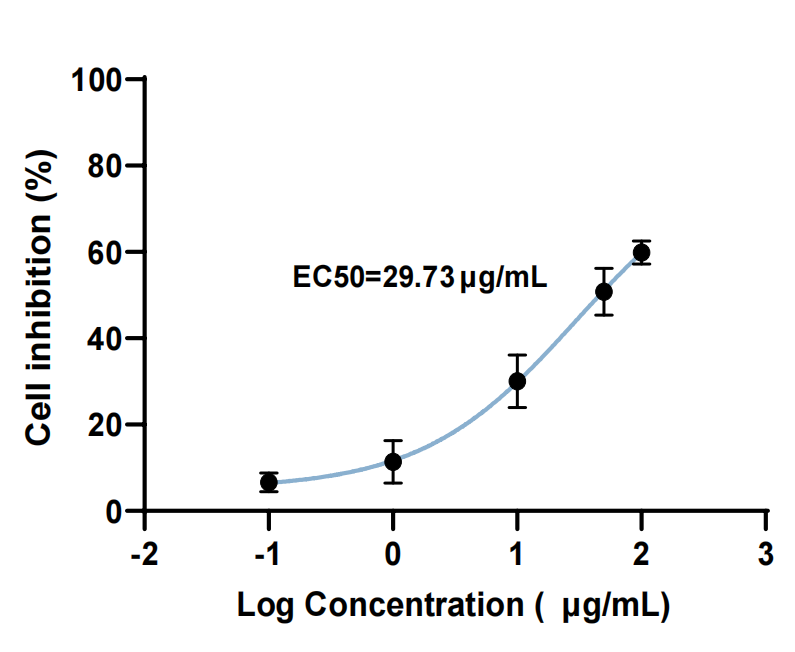 100
80
60
40
20
0
Cell inhibition (%)
EC50=29.73 µg/mL
-2 -1 0 1 2 3
Log Concentration ( µg/mL)